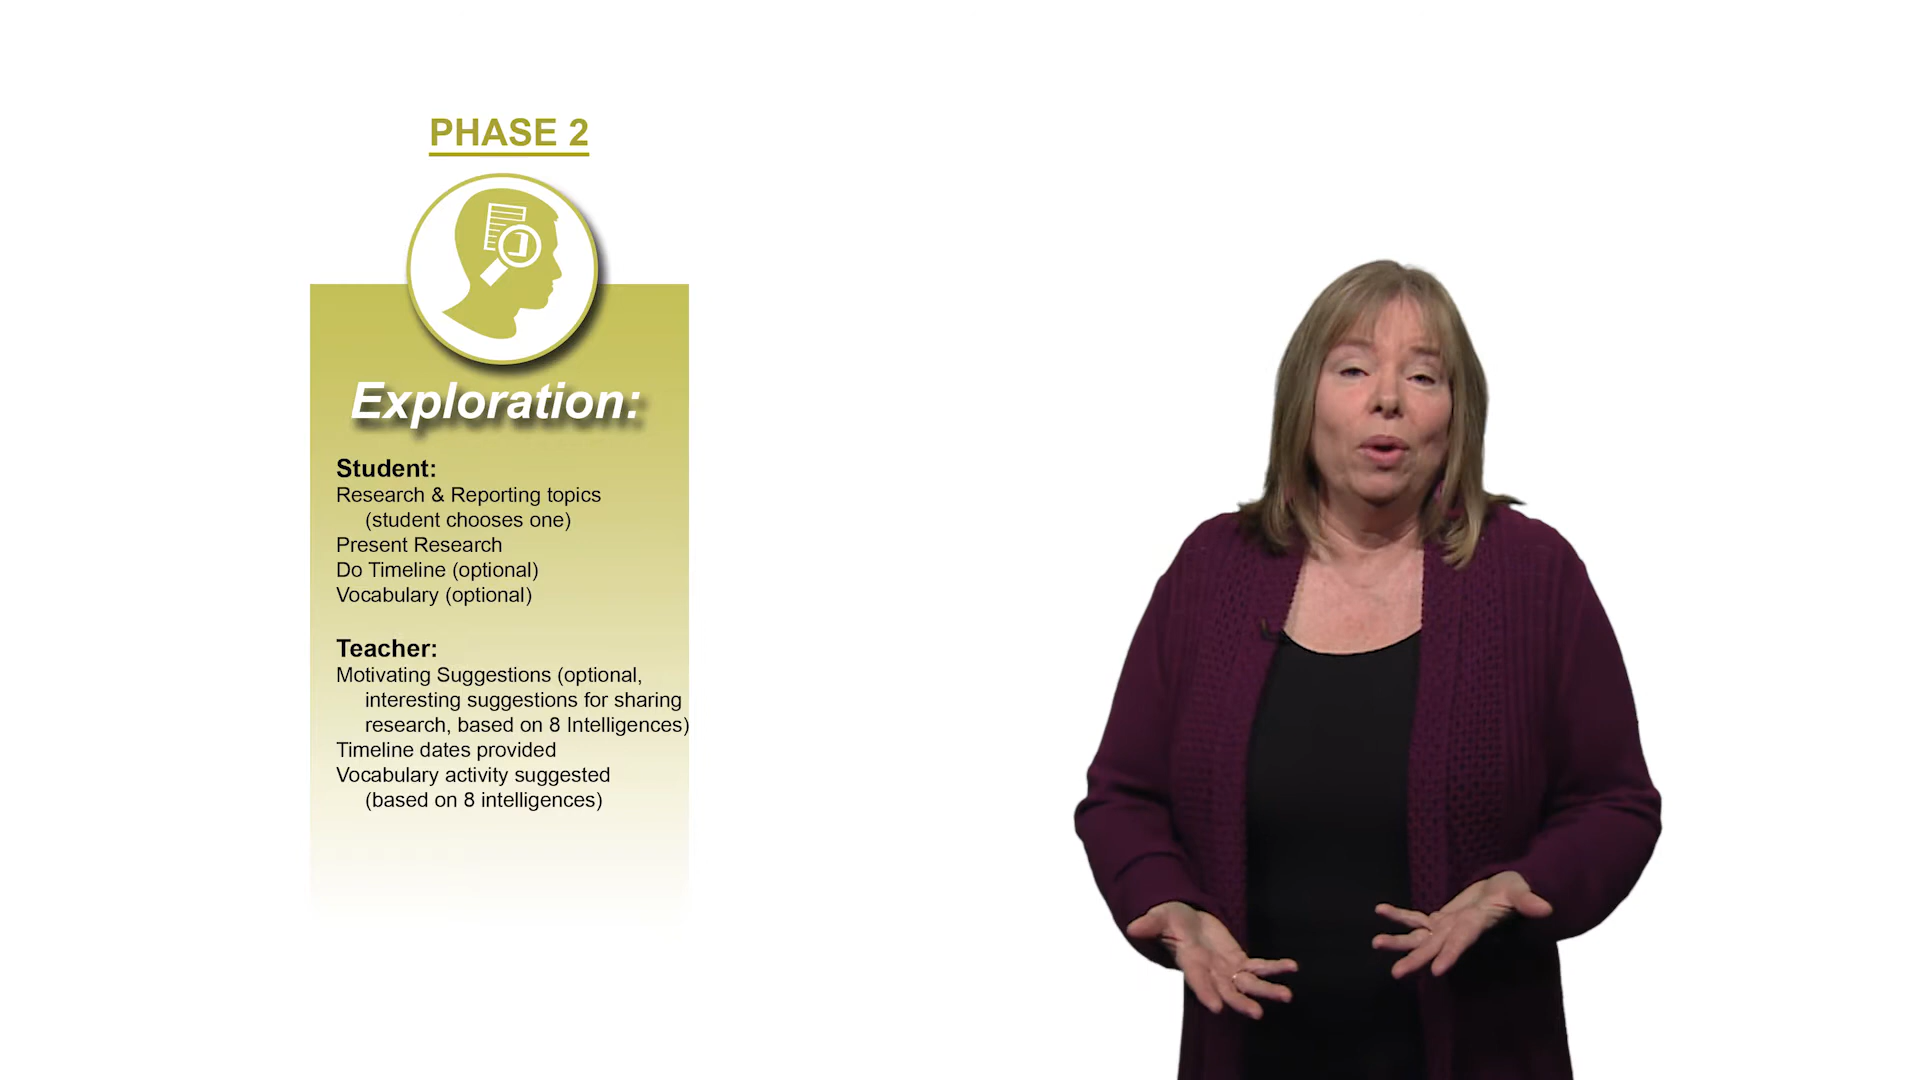 PHASE 2
Exploration:
Student:
Research & Reporting topics
(student chooses one)
Present Research
Do Timeline (optional)
Vocabulary (optional)
Teacher:
Motivating Suggestions (optional,
interesting suggestions for sharing
research, based on 8 Intelligences)
Timeline dates provided
Vocabulary activity suggested
(based on 8 intelligences)